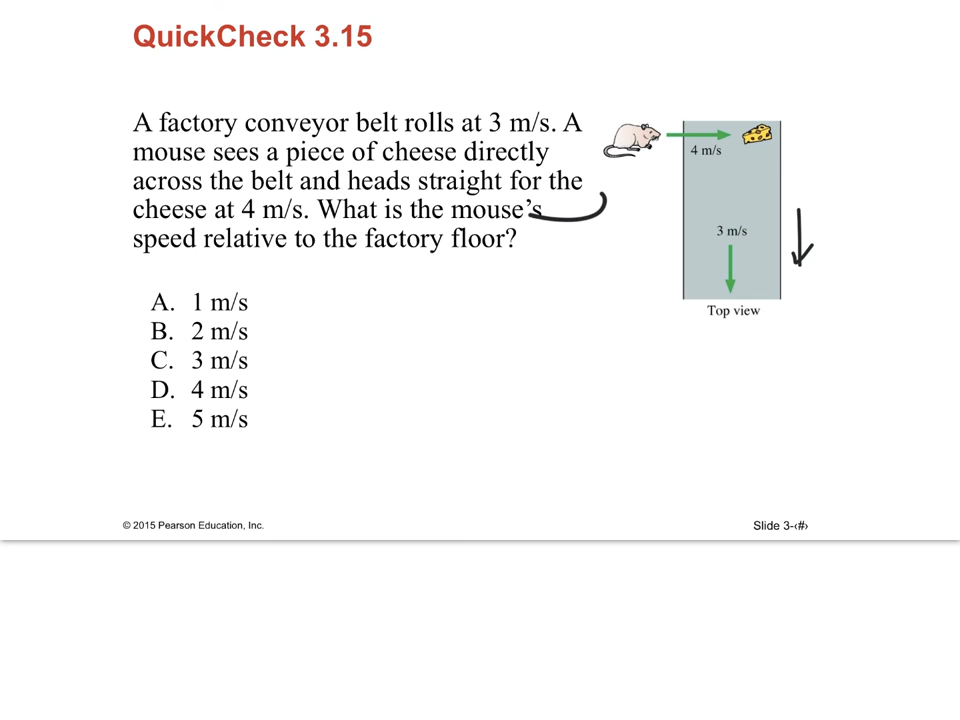 QuickCheck 3.15
A factory conveyor belt rolls at 3 m/s. A
mouse sees a piece of cheese directly
across the belt and heads straight for the
cheese at 4 m/s. What is the mouse’s
speed relative to the factory floor?
4 m/s
3 m/s
Top view
A. 1 m/s
B. 2 m/s
C. 3 m/s
D. 4 m/s
E. 5 m/s
© 2015 Pearson Education, Inc.
Slide 3-‹#›